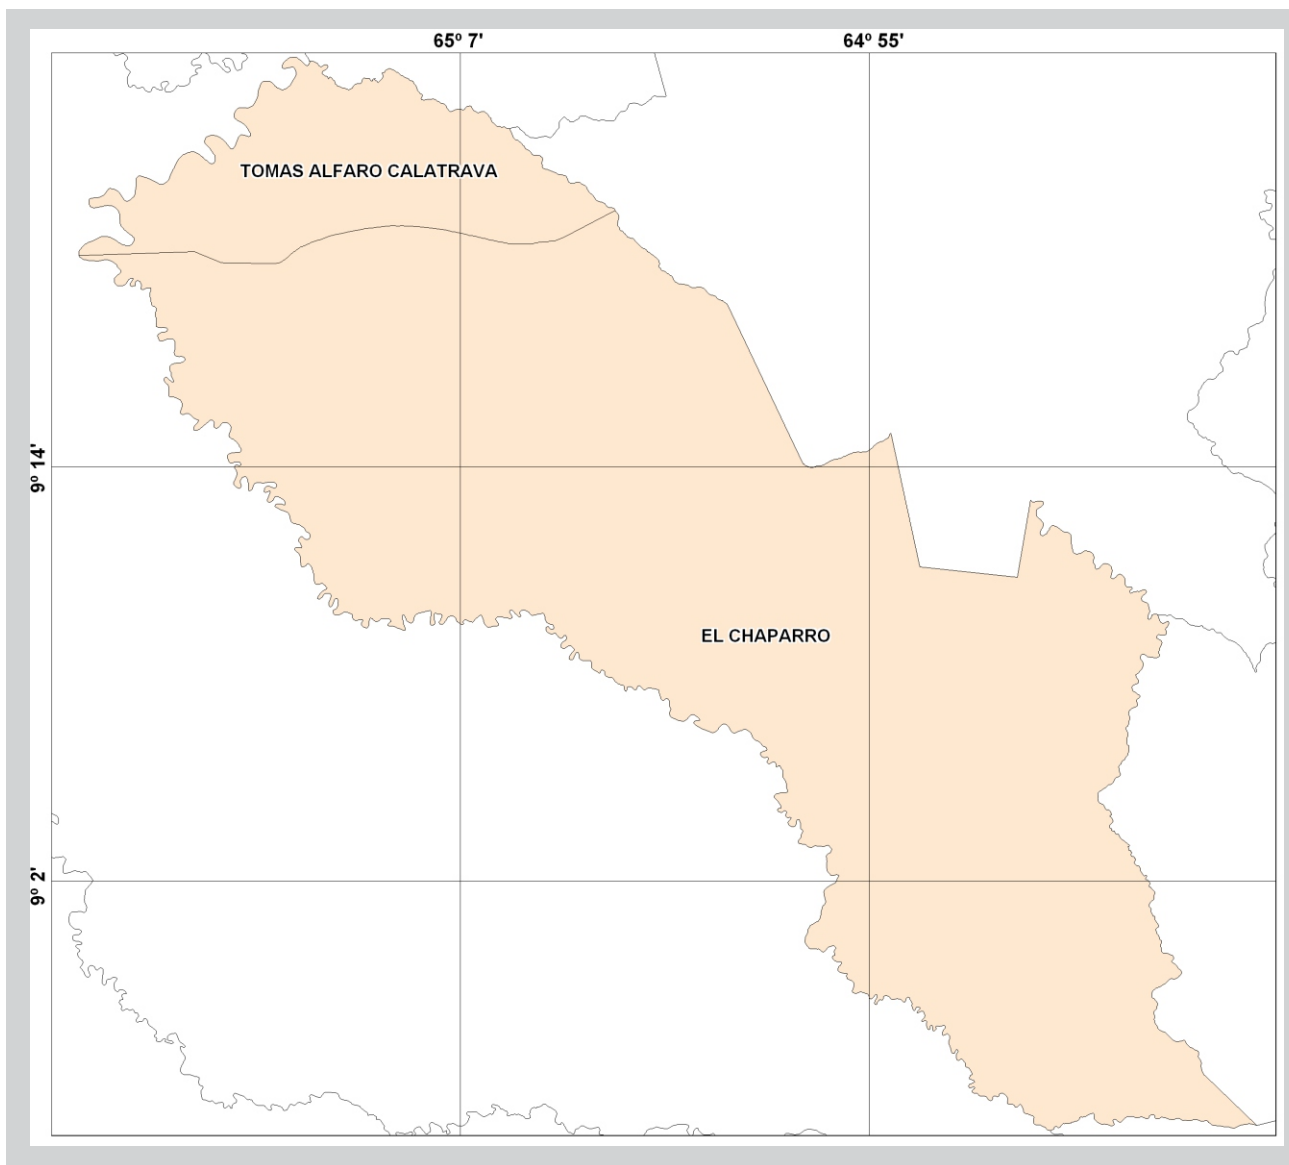 65º 7'
64º 55'
TOMAS ALFARO CALATRAVA
9º 14'
EL CHAPARRO
9º 2'